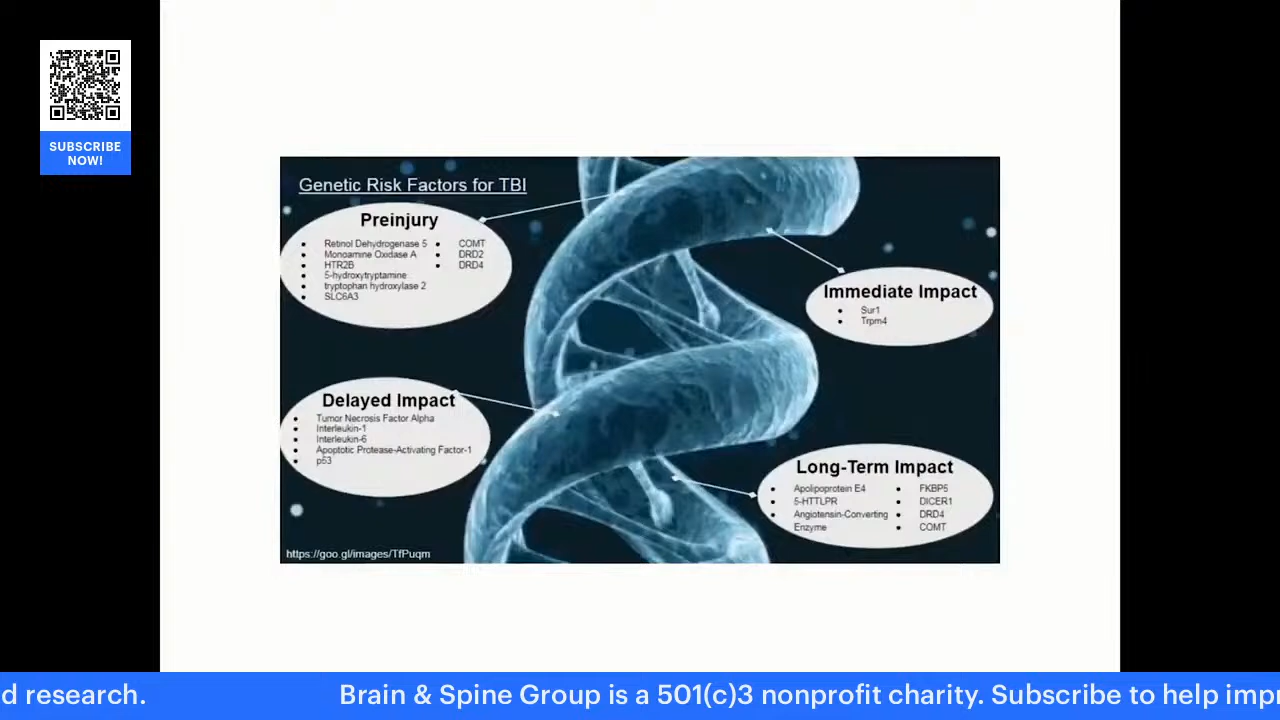 SUBSCRIBE
NOW!
Genetic Risk Factors for TBI
Preinjury
Retinol Dehydrogenase 5
Monoamine Oxidase A
HTR2B
5-hydroxytryptamine
tryptophan hydroxylase 2
SLC6A3
COMT
DRD2
DRD4
Immediate Impact
Sur1
Trpm4
Delayed Impact
Tumor Necrosis Factor Alpha
Interleukin-1
Interleukin-6
Apoptotic Protease-Activating Factor-1
p53
Long-Term Impact
Apolipoprotein E4
5-HTTLPR
Angiotensin-Converting
Enzyme
FKBP5
DICER1
DRD4
COMT
https://goo.gl/images/TfPuqm
d research. Brain & Spine Group is a 501(c)3 nonprofit charity. Subscribe to help impr